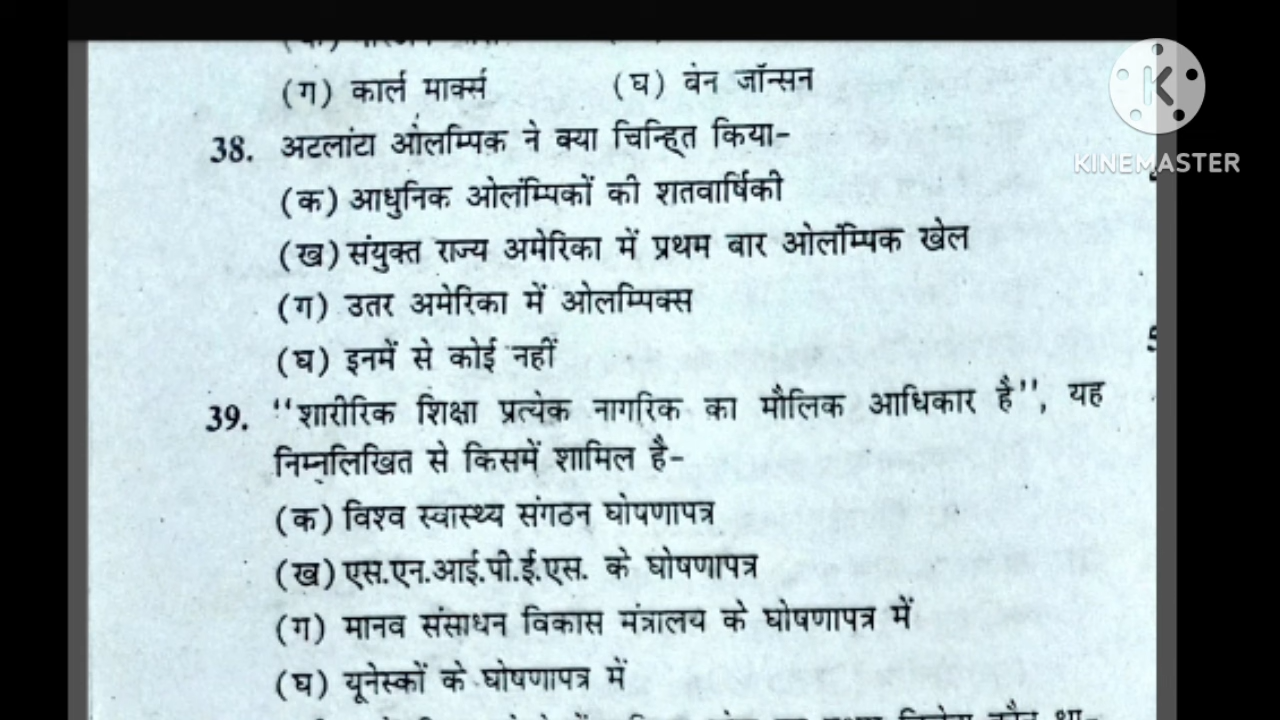 (ग) कार्ल मार्क्स (घ) बेन जॉन्सन
KINEMASTER
38. अटलांटा ओलम्पिक ने क्या चिन्हित किया-
(क) आधुनिक ओलंम्पिकों की शतवार्षिकी
(ख) संयुक्त राज्य अमेरिका में प्रथम बार ओलंम्पिक खेल
(ग) उतर अमेरिका में ओलम्पिक्स
(घ) इनमें से कोई नहीं
39. "शारीरिक शिक्षा प्रत्येक नागरिक का मौलिक आधिकार है", यह
निम्नलिखित से किसमें शामिल है-
(क) विश्व स्वास्थ्य संगठन घोषणापत्र
(ख) एस.एन.आई.पी.ई.एस. के घोषणापत्र
(ग) मानव संसाधन विकास मंत्रालय के घोषणापत्र में
(घ) यूनेस्कों के घोषणापत्र में